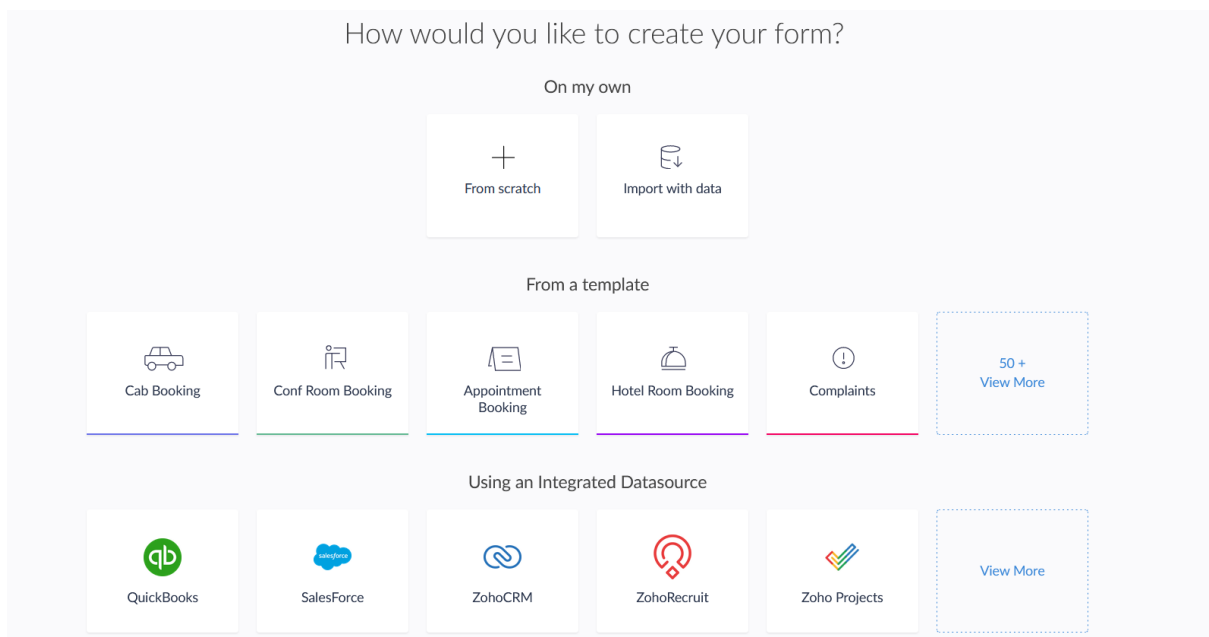 How would you like to create your form?
On my own
From scratch
Import with data
From a template
Cab Booking
Conf Room Booking
Appointment
Booking
Hotel Room Booking
Complaints
50 +
View More
Using an Integrated Datasource
qb
salesforce
QuickBooks
SalesForce
ZohoCRM
ZohoRecruit
Zoho Projects
View More